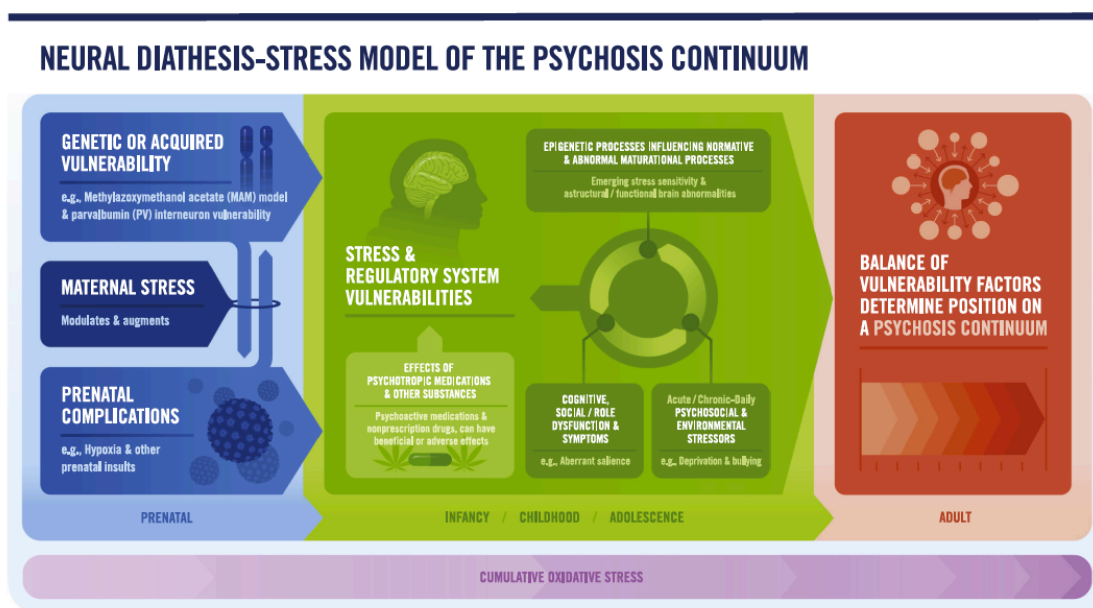 NEURAL DIATHESIS-STRESS MODEL OF THE PSYCHOSIS CONTINUUM
GENETIC OR ACQUIRED
VULNERABILITY
e.g., Methylazoxymethanol acetate (MAM) model
& parvalbumin (PV) interneuron vulnerability
MATERNAL STRESS
Modulates & augments
PRENATAL
COMPLICATIONS
e.g., Hypoxia & other
prenatal insults
PRENATAL
STRESS &
REGULATORY SYSTEM
VULNERABILITIES
EFFECTS OF
PSYCHOTROPIC MEDICATIONS
& OTHER SUBSTANCES
Psychoactive medications &
nonprescription drugs, can have
beneficial or adverse effects
EPIGENETIC PROCESSES INFLUENCING NORMATIVE
& ABNORMAL MATURATIONAL PROCESSES
Emerging stress sensitivity &
astructural / functional brain abnormalities
COGNITIVE,
SOCIAL / ROLE
DYSFUNCTION &
SYMPTOMS
e.g., Aberrant salience
Acute / Chronic-Daily
PSYCHOSOCIAL &
ENVIRONMENTAL
STRESSORS
e.g., Deprivation & bullying
INFANCY / CHILDHOOD / ADOLESCENCE
BALANCE OF
VULNERABILITY FACTORS
DETERMINE POSITION ON
A PSYCHOSIS CONTINUUM
ADULT
CUMULATIVE OXIDATIVE STRESS